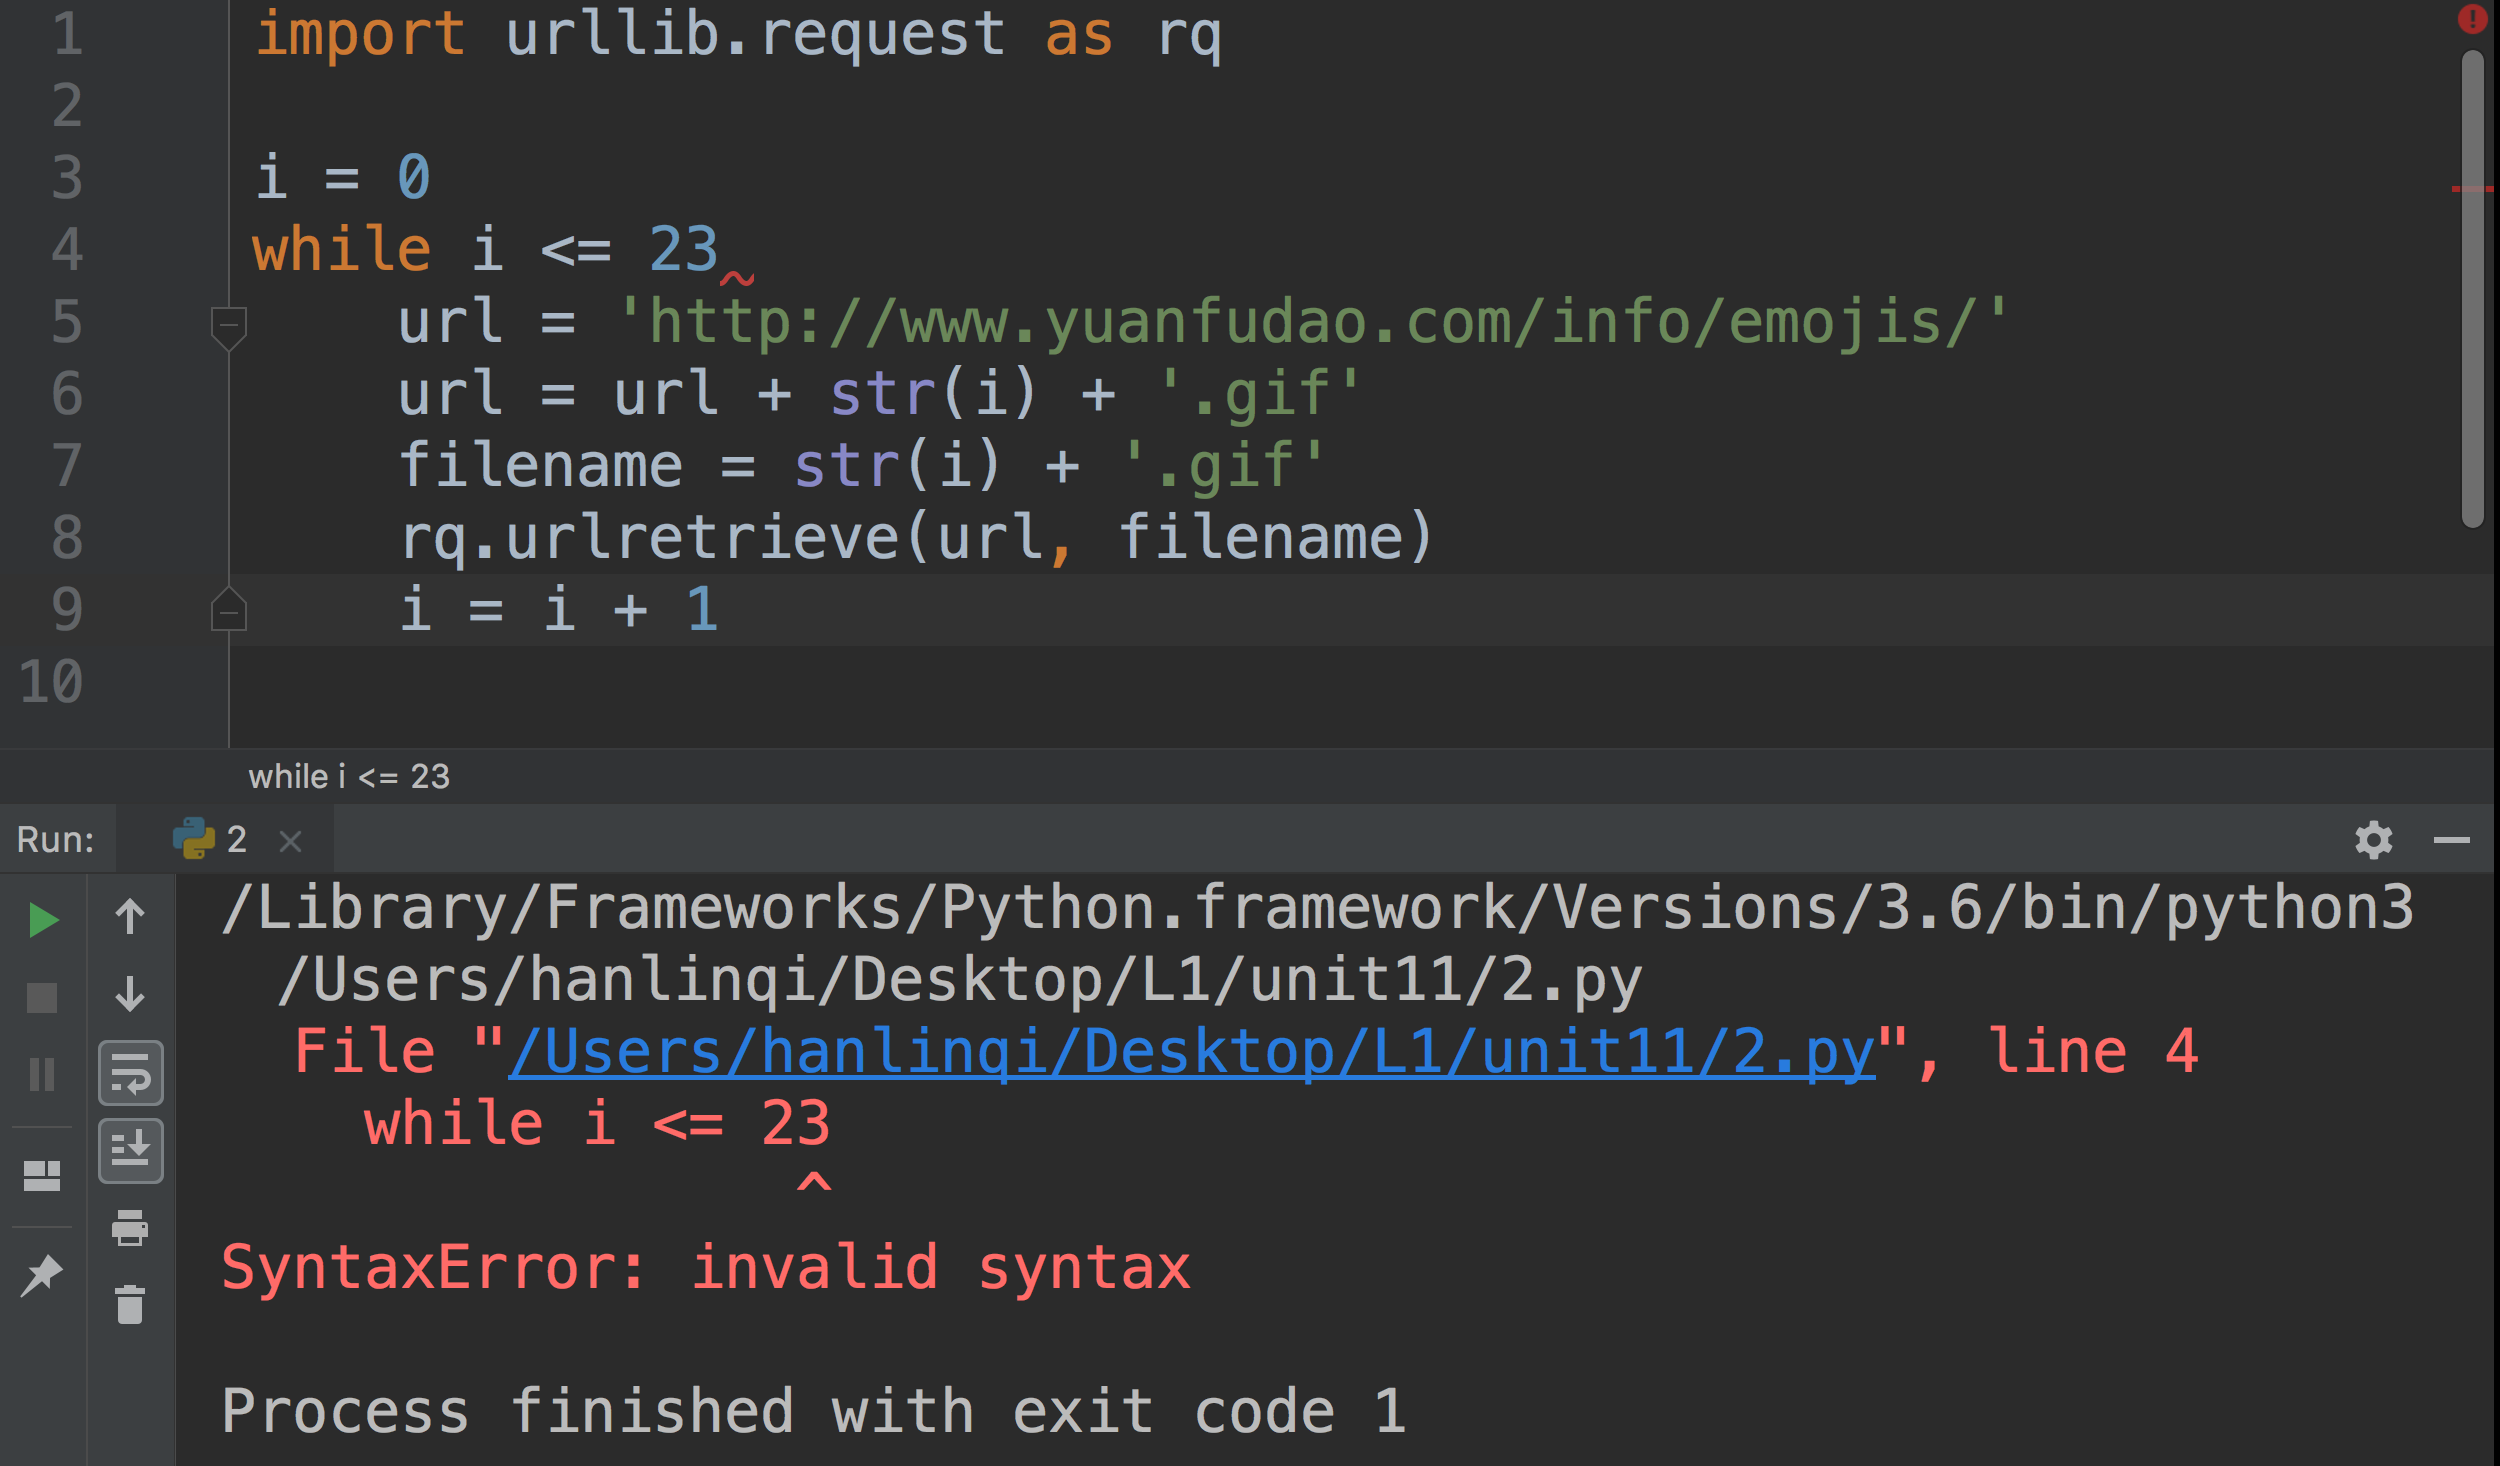 1 import urllib.request as rq
2
3 i = 0
4 while i <= 23
5     url = 'http://www.yuanfudao.com/info/emojis/'
6     url = url + str(i) + '.gif'
7     filename = str(i) + '.gif'
8     rq.urlretrieve(url, filename)
9     i = i + 1
10
while i <= 23
Run: 2
/Library/Frameworks/Python.framework/Versions/3.6/bin/python3
/Users/hanlinqi/Desktop/L1/unit11/2.py
File "/Users/hanlinqi/Desktop/L1/unit11/2.py", line 4
while i <= 23
^
SyntaxError: invalid syntax
Process finished with exit code 1